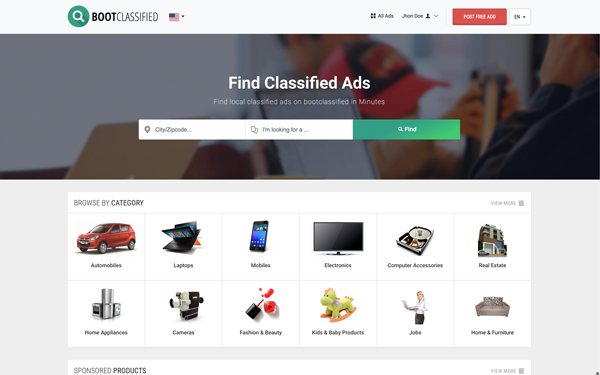 BOOTCLASSIFIED
All Ads
Jhon Doe
POST FREE ADD
EN
Find Classified Ads
Find local classified ads on bootclassified in Minutes
City/Zipcode...
I'm looking for a ...
Find
BROWSE BY CATEGORY
VIEW MORE
Automobiles
Laptops
Mobiles
Electronics
Computer Accessories
Real Estate
Home Appliances
Cameras
Fashion & Beauty
Kids & Baby Products
Jobs
Home & Furniture
SPONSORED PRODUCTS
VIEW MORE